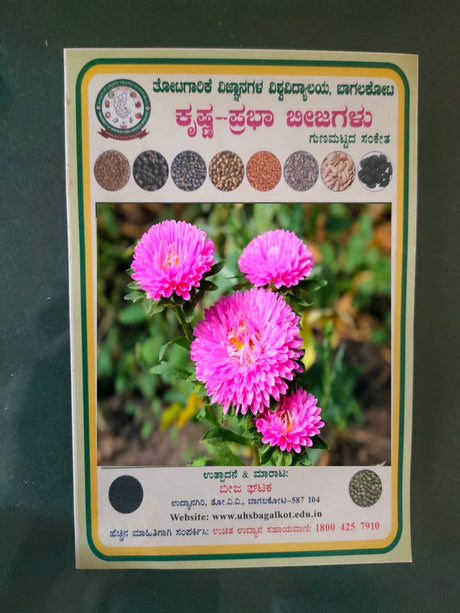 ತೋಟಗಾರಿಕೆ ವಿಜ್ಞಾನಗಳ ವಿಶ್ವವಿದ್ಯಾಲಯ, ಬಾಗಲಕೋಟ
ಕೃಷ್ಣ-ಪ್ರಭಾ ಬೀಜಗಳು
ಗುಣಮಟ್ಟದ ಸಂಕೇತ
ಉತ್ಪಾದನೆ & ಮಾರಾಟ:
ಬೀಜ ಘಟಕ
ಉದ್ಯಾನಗಿರಿ, ತೋ.ವಿ.ವಿ., ಬಾಗಲಕೋಟ-587 104
Website: www.uhsbagalkot.edu.in
ಹೆಚ್ಚಿನ ಮಾಹಿತಿಗಾಗಿ ಸಂಪರ್ಕಿಸಿ: ಉಚಿತ ಉದ್ಯಾನ ಸಹಾಯವಾಣಿ: 1800 425 7910